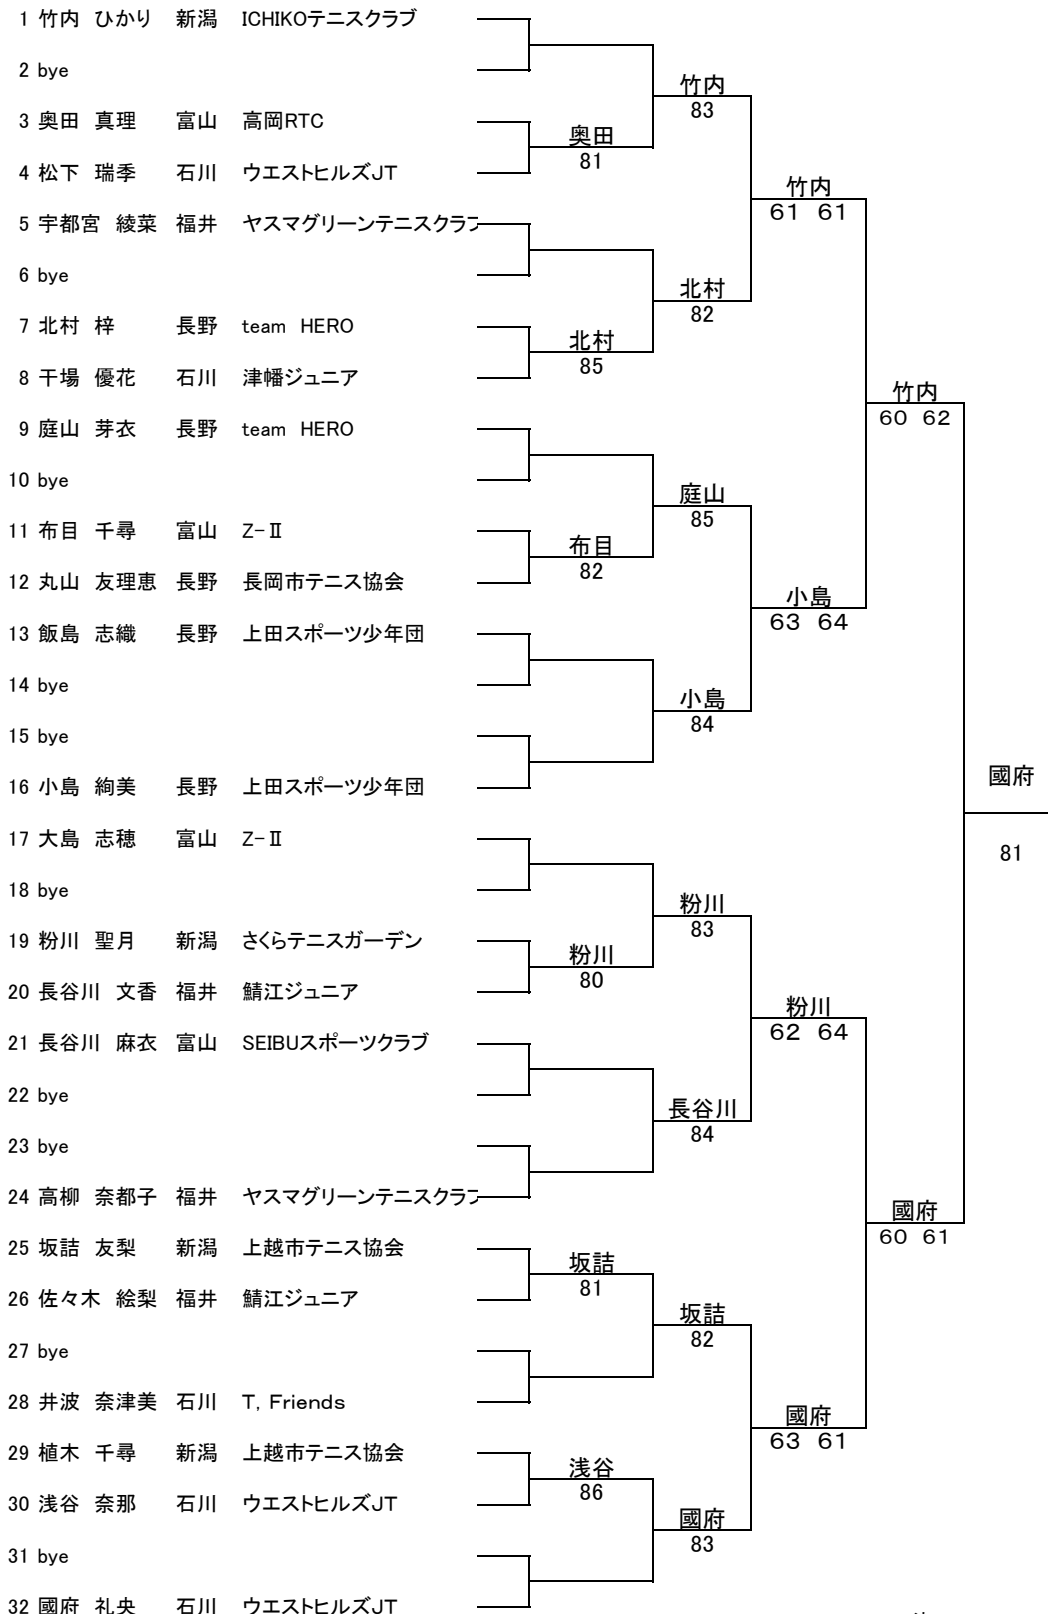 1 竹内 ひかり 新潟 ICHIKOテニスクラブ
2 bye
竹内
83
3 奥田 真理 富山 高岡RTC
奥田
81
4 松下 瑞季 石川 ウエストヒルズJT
竹内
61 61
5 宇都宮 綾菜 福井 ヤスマグリーンテニスクラブ
6 bye
北村
82
7 北村 梓 長野 team HERO
北村
85
8 干場 優花 石川 津幡ジュニア
竹内
60 62
9 庭山 芽衣 長野 team HERO
10 bye
庭山
85
11 布目 千尋 富山 Z-Ⅱ
布目
82
12 丸山 友理恵 長野 長岡市テニス協会
小島
63 64
13 飯島 志織 長野 上田スポーツ少年団
14 bye
小島
84
15 bye
16 小島 絢美 長野 上田スポーツ少年団
國府
81
17 大島 志穂 富山 Z-Ⅱ
18 bye
粉川
83
19 粉川 聖月 新潟 さくらテニスガーデン
粉川
80
20 長谷川 文香 福井 鯖江ジュニア
粉川
62 64
21 長谷川 麻衣 富山 SEIBUスポーツクラブ
22 bye
長谷川
84
23 bye
24 高柳 奈都子 福井 ヤスマグリーンテニスクラブ
國府
60 61
25 坂詰 友梨 新潟 上越市テニス協会
坂詰
81
26 佐々木 絵梨 福井 鯖江ジュニア
坂詰
82
27 bye
28 井波 奈津美 石川 T, Friends
國府
63 61
29 植木 千尋 新潟 上越市テニス協会
浅谷
86
30 浅谷 奈那 石川 ウエストヒルズJT
國府
83
31 bye
32 國府 礼央 石川 ウエストヒルズJT